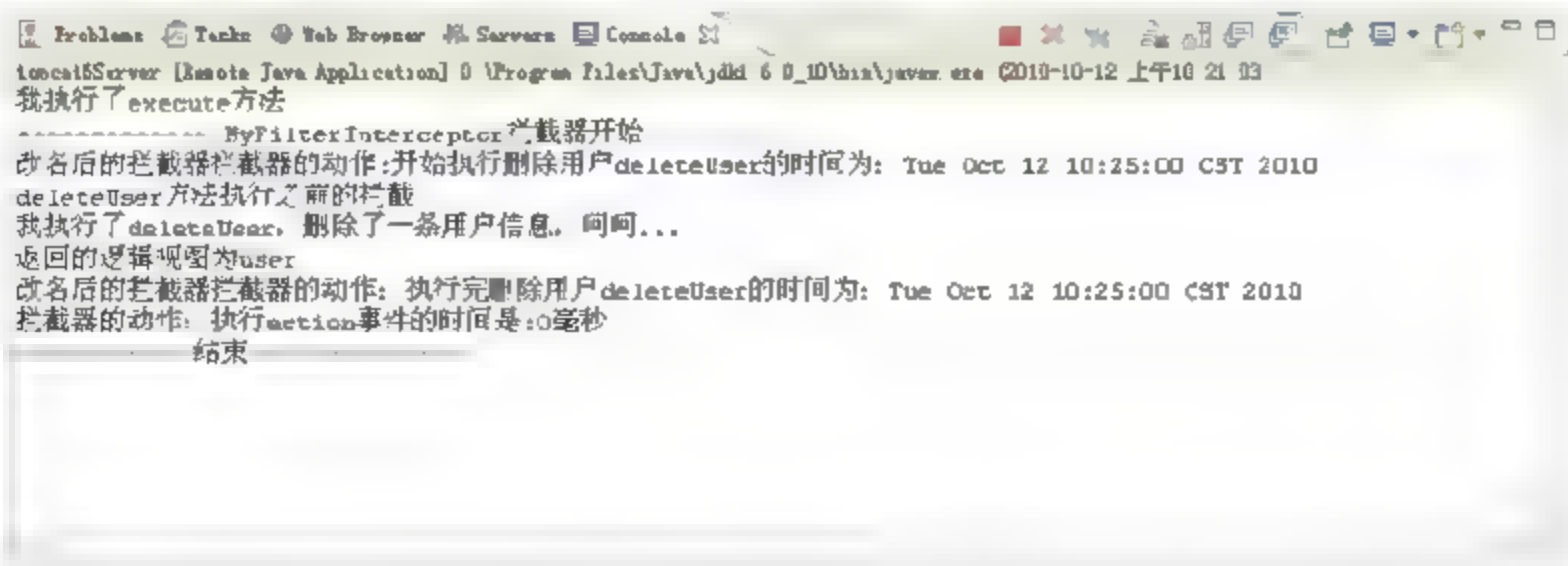 Problems Tasks Web Browser Servers Console
tomcat6Server [Remote Java Application] D:\Program Files\Java\jdk1.6.0_10\bin\javaw.exe (2010-10-12 上午10:21:03
我执行了execute方法
------------- MyFilterInterceptor拦截器开始
改名后的拦截器拦截器的动作:开始执行删除用户deleteUser的时间为: Tue Oct 12 10:25:00 CST 2010
deleteUser方法执行之前的拦截
我执行了deleteUser，删除了一条用户信息，呵呵...
返回的逻辑视图为user
改名后的拦截器拦截器的动作: 执行完删除用户deleteUser的时间为: Tue Oct 12 10:25:00 CST 2010
拦截器的动作: 执行action事件的时间是:0毫秒
结束